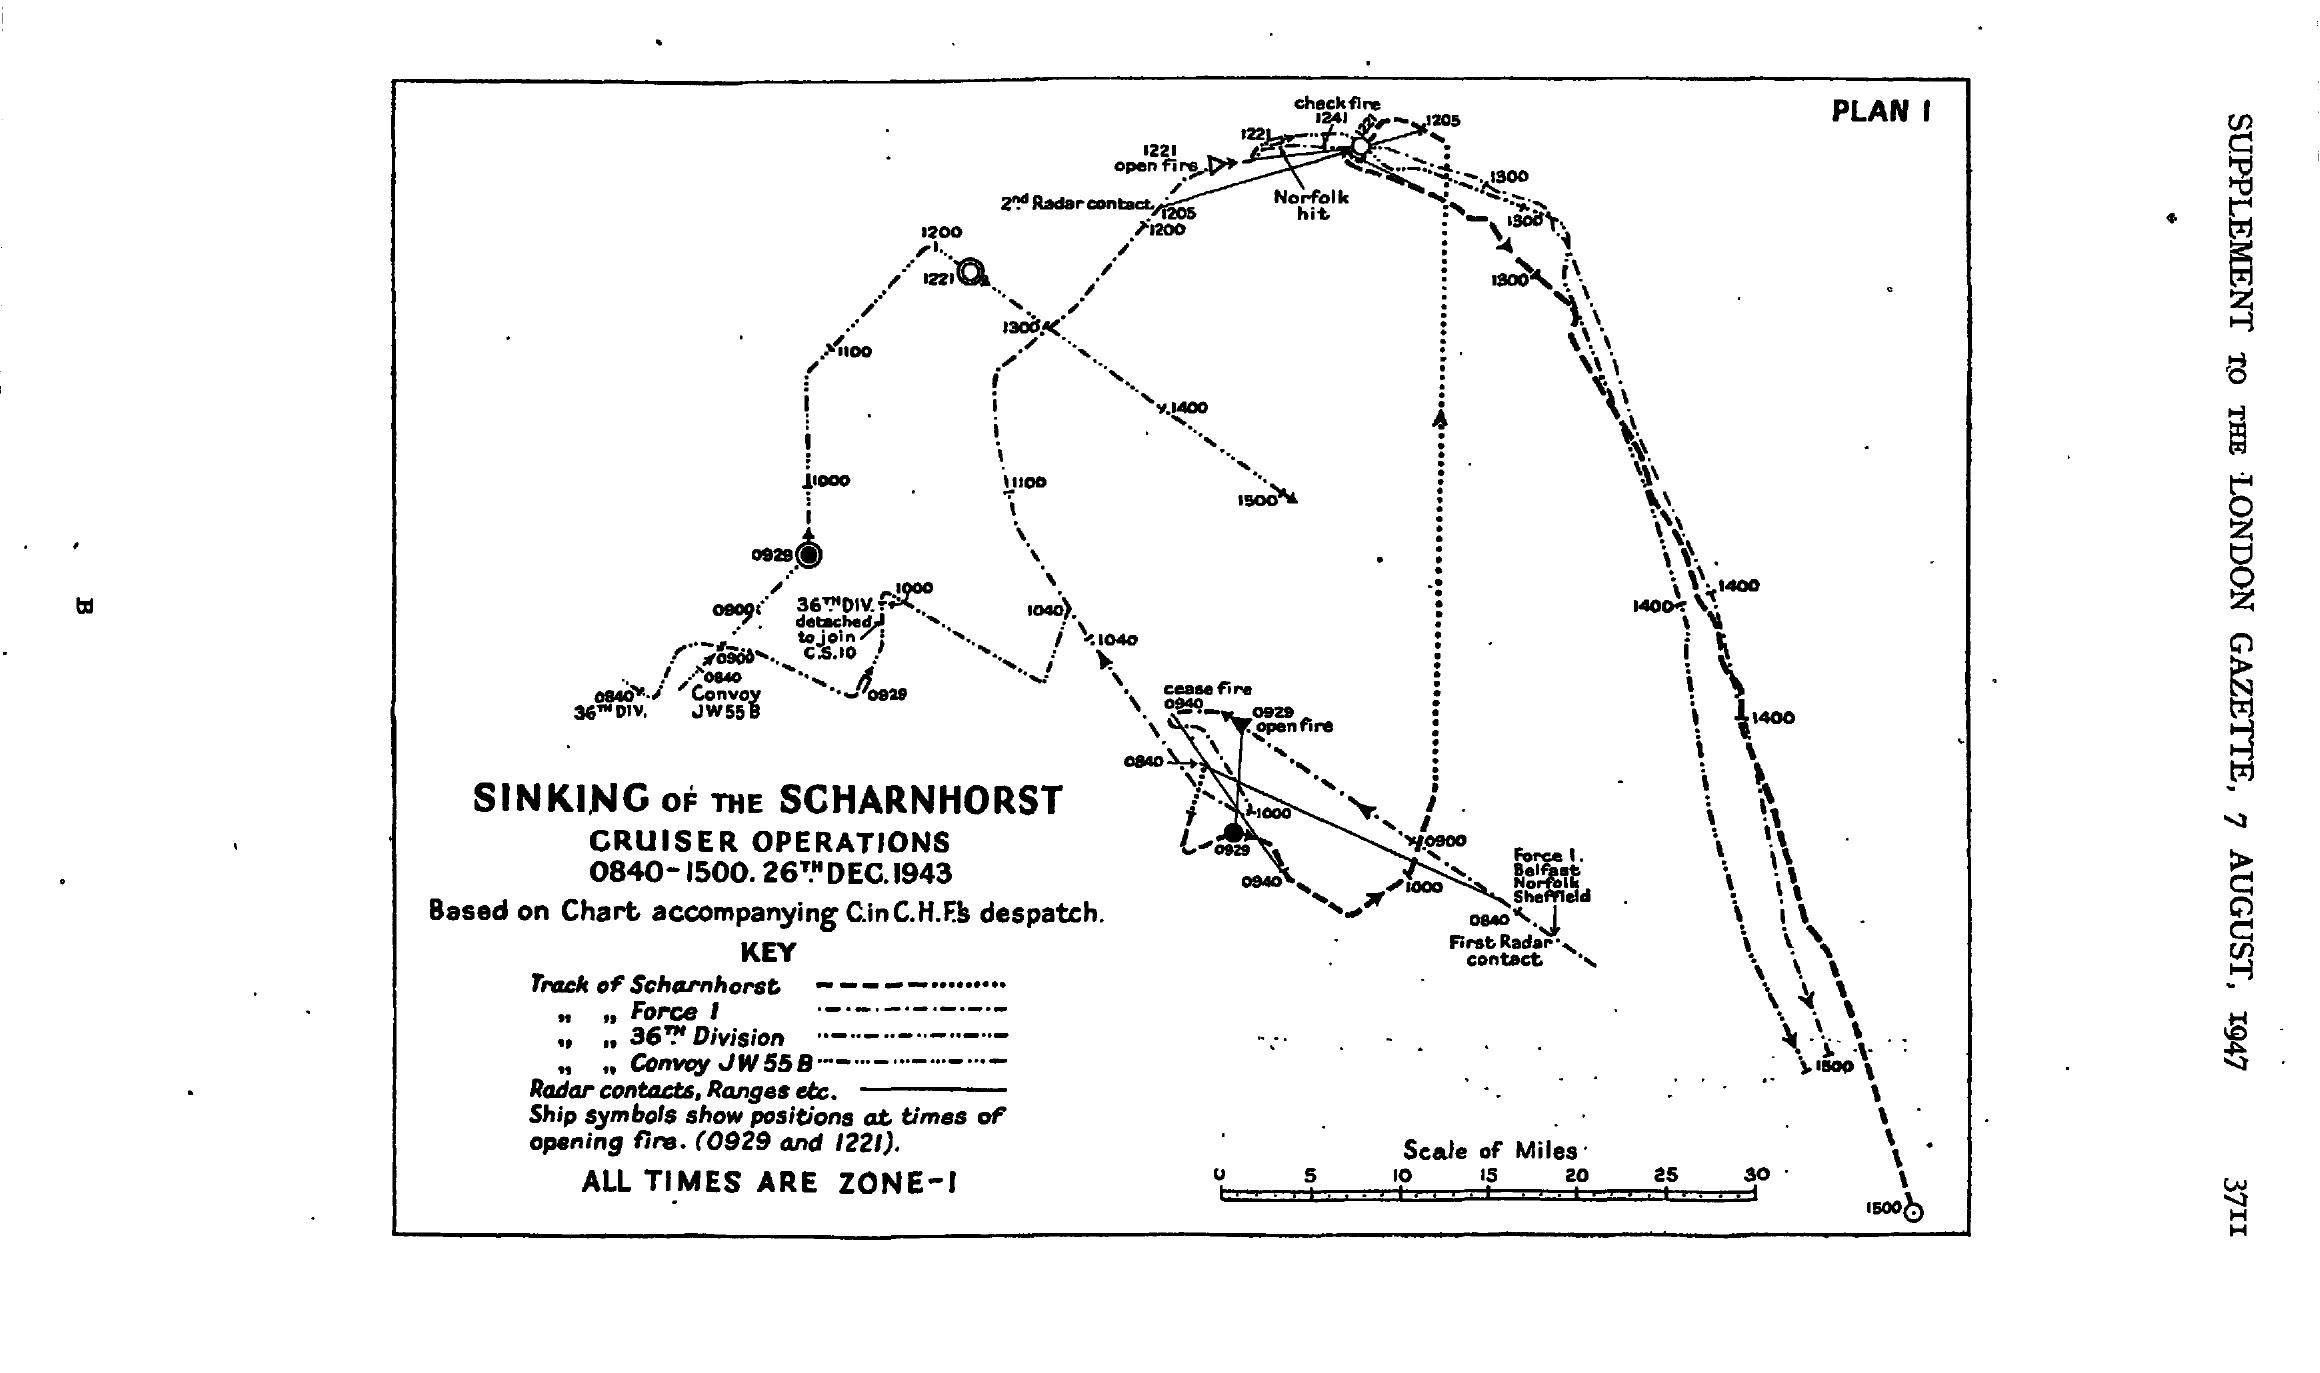 PLAN 1
check fire
1241
1221
1205
1221
1221
open fire
Norfolk
hit
2nd Radar contact
1205
1200
1300
1300
1300
1200
1221
1300
1100
1400
1500
1000
1100
0929
0900
36TH DIV.
detached
to join
C.S.10
1000
1040
1040
0900
0840
Convoy
JW55B
0840
36TH DIV.
0929
1400
1400
1400
cease fire
0940
0929
open fire
0840
1000
0929
0940
0900
1000
Force 1.
Belfast
Norfolk
Sheffield
0840
First Radar
contact
SINKING OF THE SCHARNHORST
CRUISER OPERATIONS
0840-1500. 26TH DEC. 1943
Based on Chart accompanying C.in C.H.F.'s despatch.
KEY
Track of Scharnhorst
„ „ Force 1
„ „ 36TH Division
„ „ Convoy JW 55 B
Radar contacts, Ranges etc.
Ship symbols show positions at times of
opening fire. (0929 and 1221).
ALL TIMES ARE ZONE-1
1500
Scale of Miles
0 5 10 15 20 25 30
1500
SUPPLEMENT TO THE LONDON GAZETTE, 7 AUGUST, 1947 3711
B